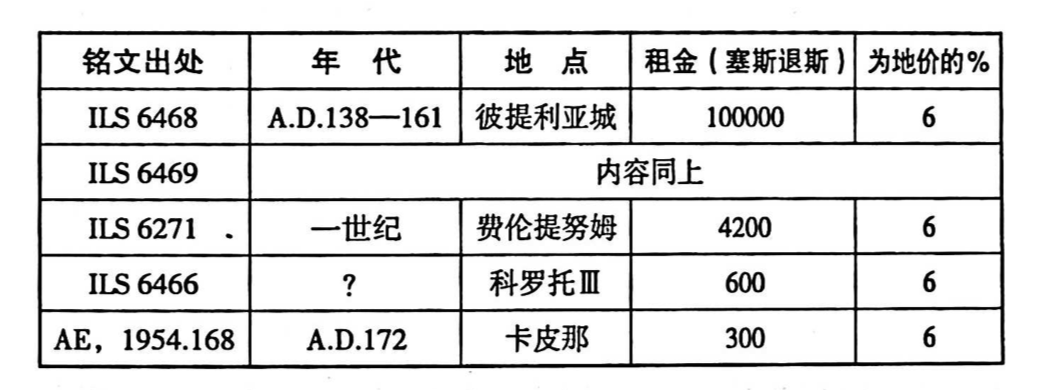 铭文出处 年 代 地 点 租金(塞斯退斯) 为地价的%
ILS 6468 A.D.138—161 彼提利亚城 100000 6
ILS 6469 内容同上
ILS 6271 一世纪 费伦提努姆 4200 6
ILS 6466 ? 科罗托Ⅲ 600 6
AE, 1954.168 A.D.172 卡皮那 300 6